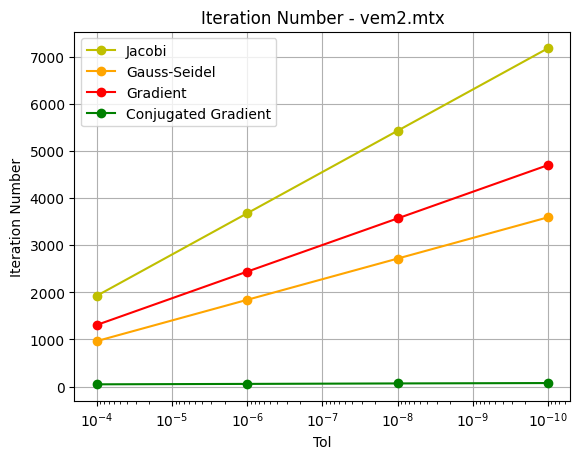 Iteration Number - vem2.mtx
Jacobi
Gauss-Seidel
Gradient
Conjugated Gradient
Iteration Number
7000
6000
5000
4000
3000
2000
1000
0
10⁻⁴ 10⁻⁵ 10⁻⁶ 10⁻⁷ 10⁻⁸ 10⁻⁹ 10⁻¹⁰
Tol